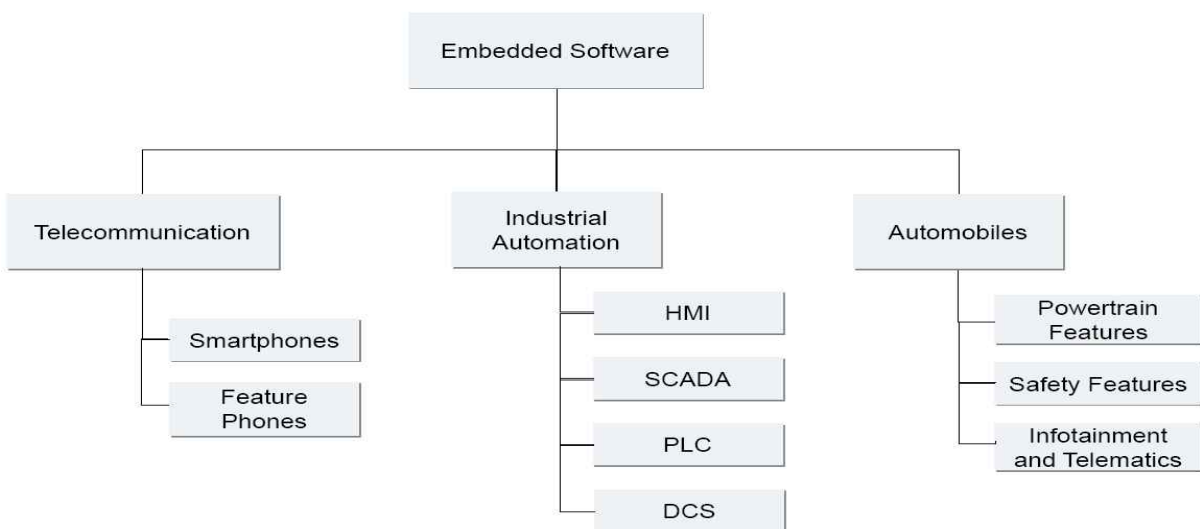 Embedded Software
Telecommunication
Industrial
Automation
Automobiles
Smartphones
Feature
Phones
HMI
SCADA
PLC
DCS
Powertrain
Features
Safety Features
Infotainment
and Telematics